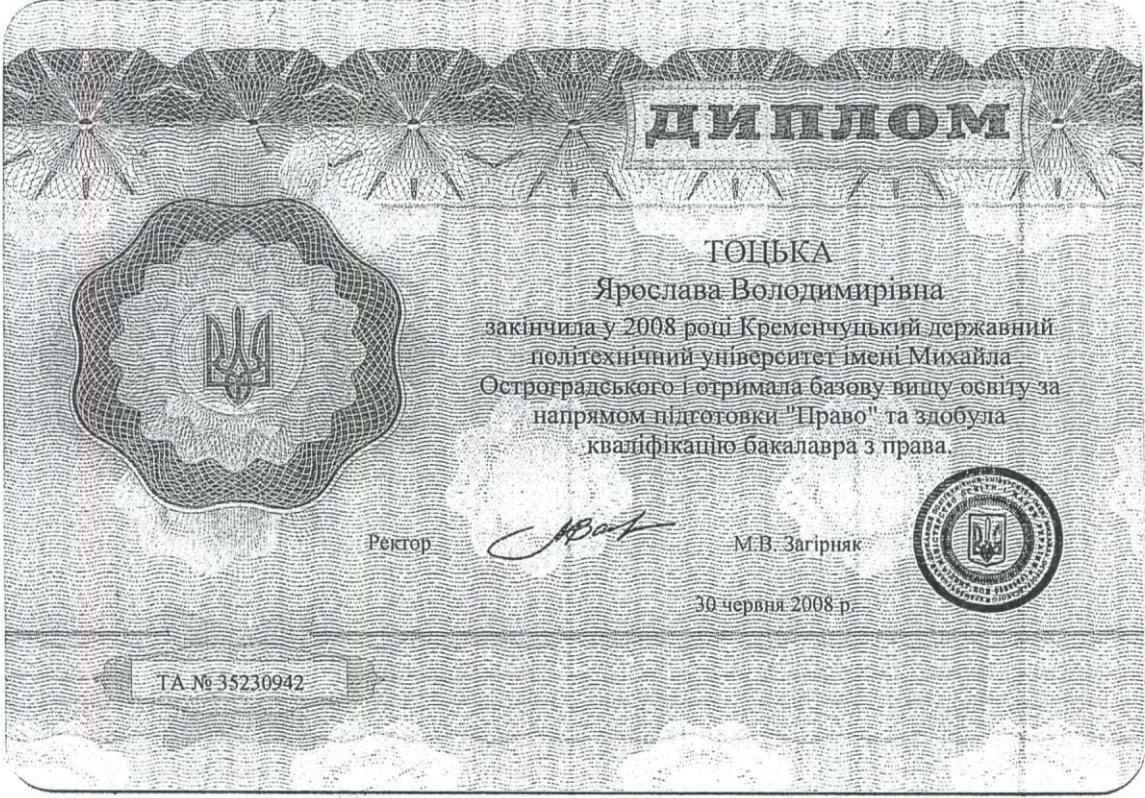 ДИПЛОМ
ТОЦЬКА
Ярослава Володимирівна
закінчила у 2008 році Кременчуцький державний
політехнічний університет імені Михайла
Остроградського і отримала базову вищу освіту за
напрямом підготовки "Право" та здобула
кваліфікацію бакалавра з права.
Ректор М.В. Загірняк
30 червня 2008 р.
ТА № 35230942